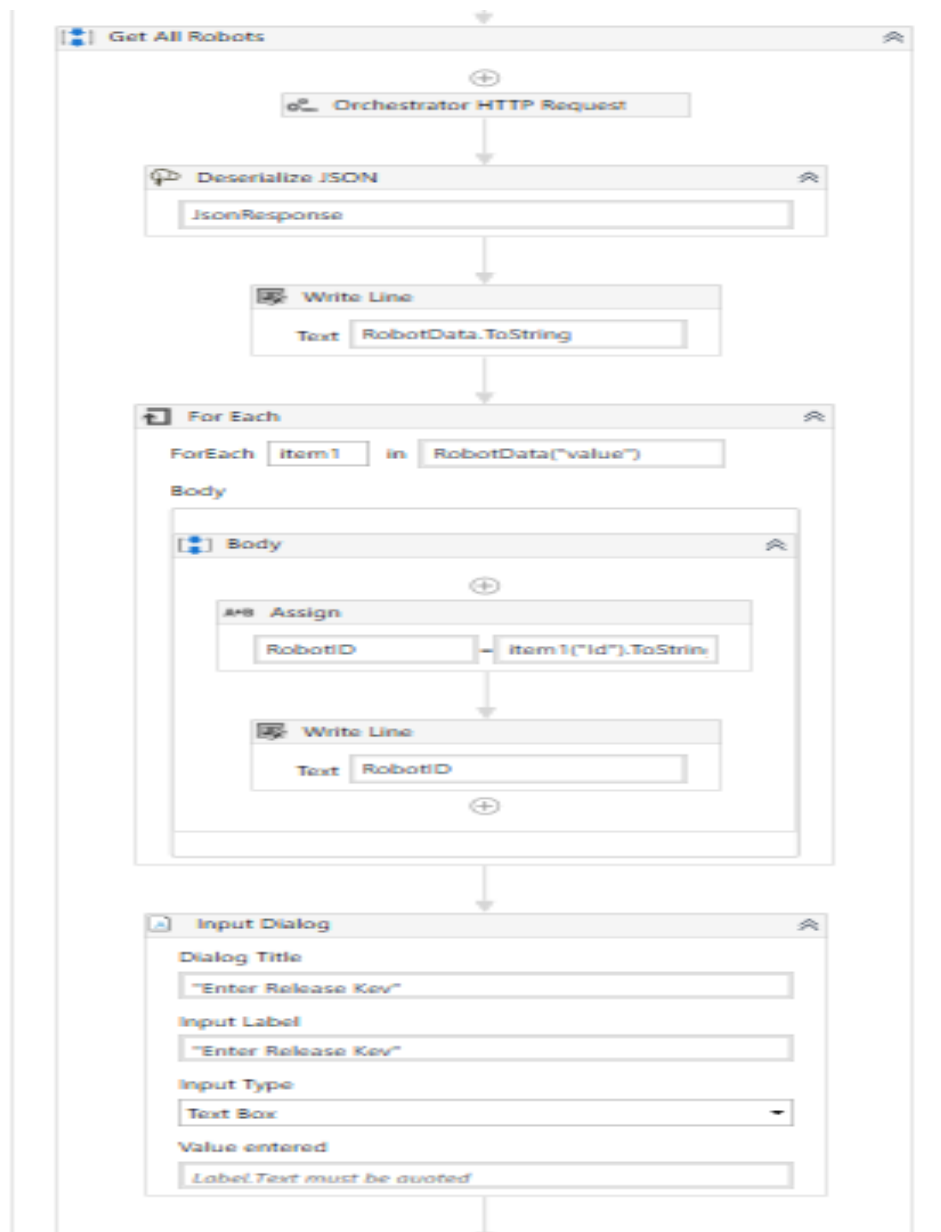 Get All Robots
Orchestrator HTTP Request
Deserialize JSON
JsonResponse
Write Line
Text RobotData.ToString
For Each
ForEach item1 in RobotData("value")
Body
Body
A+B Assign
RobotID = item1("Id").ToString
Write Line
Text RobotID
Input Dialog
Dialog Title
"Enter Release Key"
Input Label
"Enter Release Key"
Input Type
Text Box
Value entered
Label.Text must be quoted